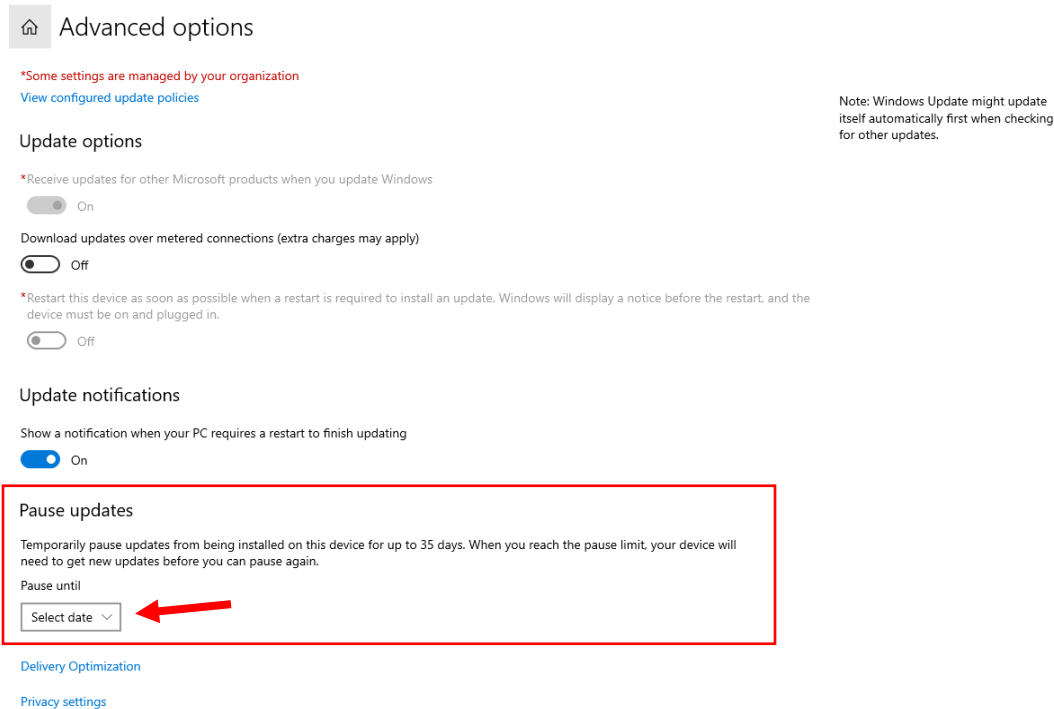 Advanced options
*Some settings are managed by your organization
View configured update policies
Note: Windows Update might update
itself automatically first when checking
for other updates.
Update options
*Receive updates for other Microsoft products when you update Windows
On
Download updates over metered connections (extra charges may apply)
Off
*Restart this device as soon as possible when a restart is required to install an update. Windows will display a notice before the restart, and the
device must be on and plugged in.
Off
Update notifications
Show a notification when your PC requires a restart to finish updating
On
Pause updates
Temporarily pause updates from being installed on this device for up to 35 days. When you reach the pause limit, your device will
need to get new updates before you can pause again.
Pause until
Select date
Delivery Optimization
Privacy settings